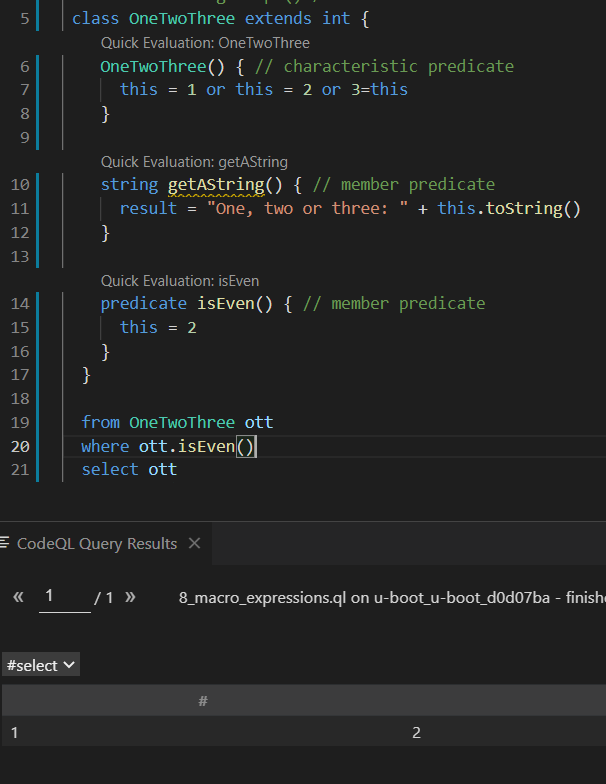 5 class OneTwoThree extends int {
Quick Evaluation: OneTwoThree
6 OneTwoThree() { // characteristic predicate
7 this = 1 or this = 2 or 3=this
8 }
9
Quick Evaluation: getAString
10 string getAString() { // member predicate
11 result = "One, two or three: " + this.toString()
12 }
13
Quick Evaluation: isEven
14 predicate isEven() { // member predicate
15 this = 2
16 }
17 }
18
19 from OneTwoThree ott
20 where ott.isEven()
21 select ott
CodeQL Query Results ×
« 1 / 1 » 8_macro_expressions.ql on u-boot_u-boot_d0d07ba - finishe
#select
#
1 2